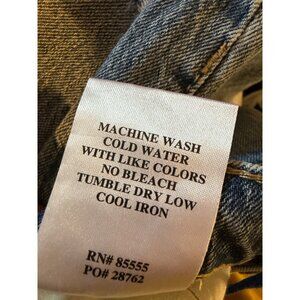 MACHINE WASH
COLD WATER
WITH LIKE COLORS
NO BLEACH
TUMBLE DRY LOW
COOL IRON
RN# 85555
PO# 28762